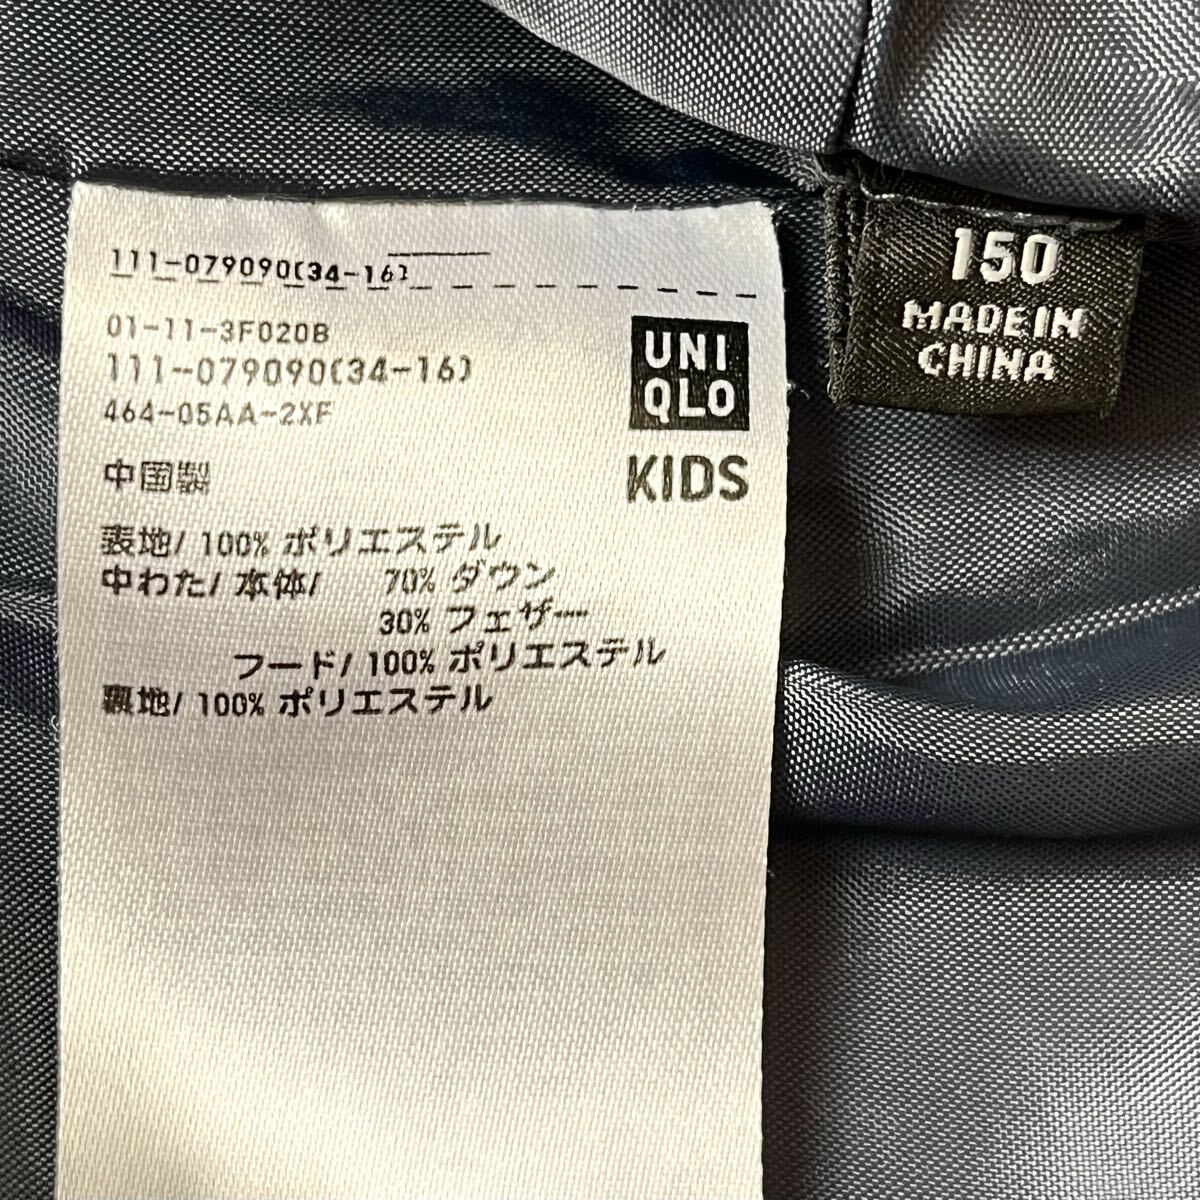 111-079090(34-16)
01-11-3F020B
111-079090(34-16)
464-05AA-2XF
中国製
表地/ 100% ポリエステル
中わた/ 本体/ 70% ダウン
30% フェザー
フード/ 100% ポリエステル
裏地/ 100% ポリエステル
UNI
QLO
KIDS
150
MADE IN
CHINA